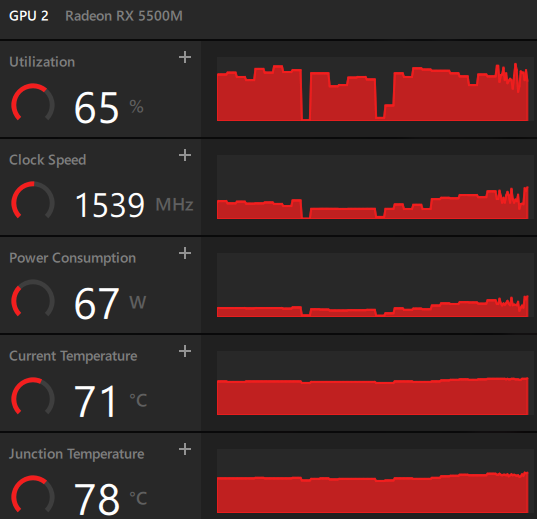 GPU 2 Radeon RX 5500M
Utilization +
65 %
Clock Speed +
1539 MHz
Power Consumption +
67 W
Current Temperature +
71 °C
Junction Temperature +
78 °C